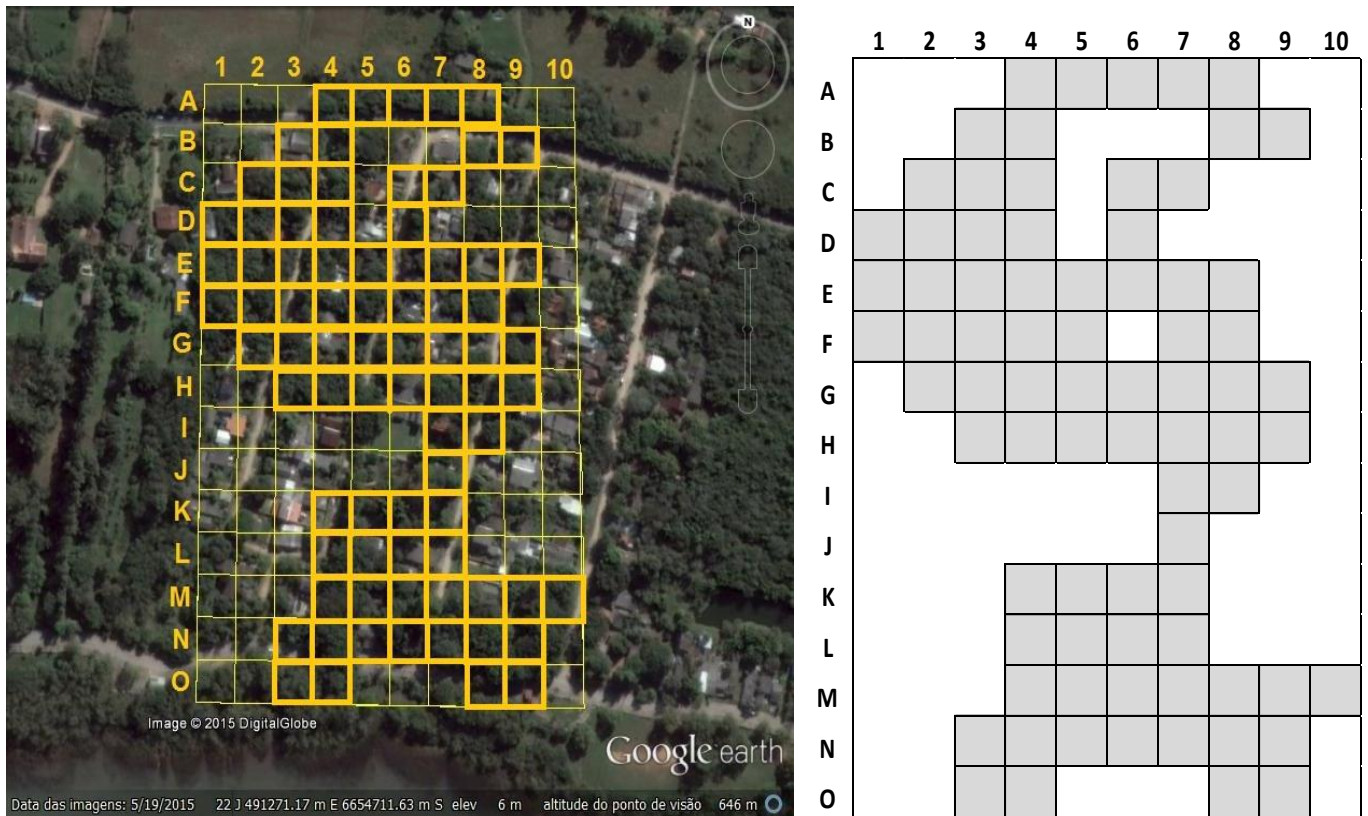 N
1 2 3 4 5 6 7 8 9 10
A
B
C
D
E
F
G
H
I
J
K
L
M
N
O
Image © 2015 DigitalGlobe
Google earth
Data das imagens: 5/19/2015 22 J 491271.17 m E 6654711.63 m S elev 6 m altitude do ponto de visão 646 m
1 2 3 4 5 6 7 8 9 10
A
B
C
D
E
F
G
H
I
J
K
L
M
N
O